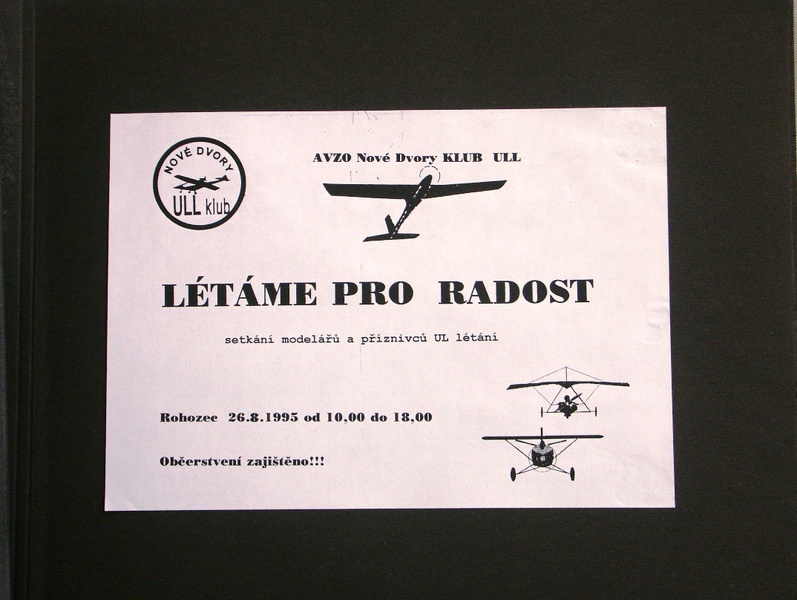 NOVÉ DVORY
ULL klub
AVZO Nové Dvory KLUB ULL
LÉTÁME PRO RADOST
setkání modelářů a příznivců UL létání
Rohozec 26.8.1995 od 10,00 do 18,00
Občerstvení zajištěno!!!